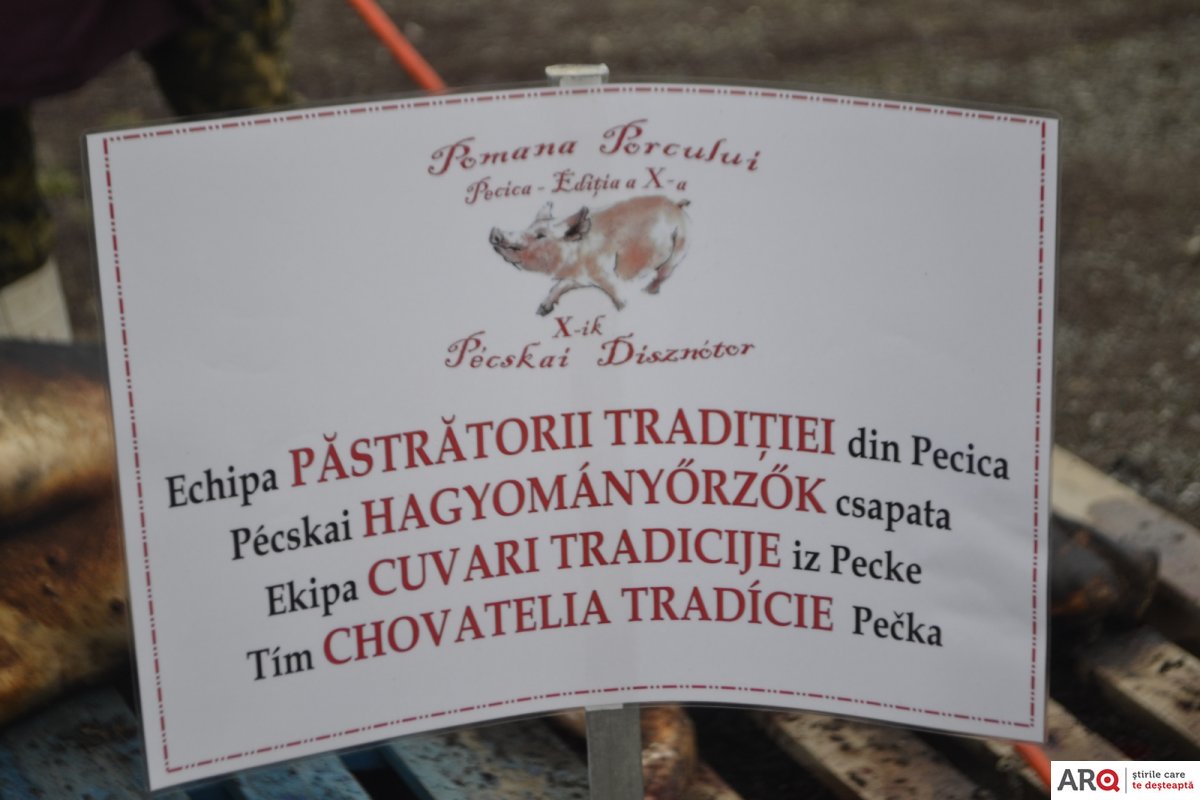 Pomana Porcului
Pecica - Ediția a X-a
X-ik
Pécskai Disznótor
Echipa PĂSTRĂTORII TRADIȚIEI din Pecica
Pécskai HAGYOMÁNYŐRZŐK csapata
Ekipa CUVARI TRADICIJE iz Pecke
Tím CHOVATELIA TRADÍCIE Pečka
ARQ știrile care
te deșteaptă